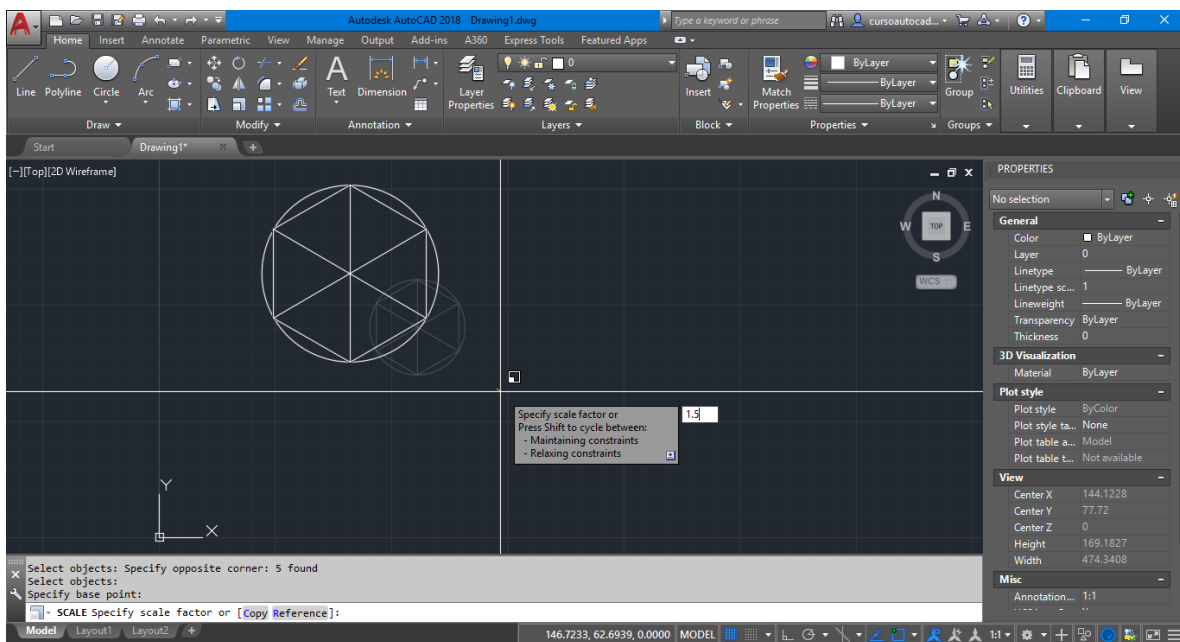 Autodesk AutoCAD 2018 Drawing1.dwg
Type a keyword or phrase
cursoautocad...
Home Insert Annotate Parametric View Manage Output Add-ins A360 Express Tools Featured Apps
0
ByLayer
Line Polyline Circle Arc
Text Dimension
Layer
Properties
Insert
Match
Properties
ByLayer
ByLayer
Group
Utilities Clipboard View
Draw Modify Annotation Layers Block Properties Groups
Start Drawing1* +
[−][Top][2D Wireframe]
N
W TOP E
S
WCS
Specify scale factor or
Press Shift to cycle between:
- Maintaining constraints
- Relaxing constraints
1.5
Y
X
PROPERTIES
No selection
General
Color ByLayer
Layer 0
Linetype ByLayer
Linetype sc... 1
Lineweight ByLayer
Transparency ByLayer
Thickness 0
3D Visualization
Material ByLayer
Plot style
Plot style ByColor
Plot style ta... None
Plot table a... Model
Plot table t... Not available
View
Center X 144.1228
Center Y 77.72
Center Z 0
Height 169.1827
Width 474.3408
Misc
Annotation... 1:1
Select objects: Specify opposite corner: 5 found
Select objects:
Specify base point:
SCALE Specify scale factor or [Copy Reference]:
Model Layout1 Layout2 +
146.7233, 62.6939, 0.0000 MODEL 1:1